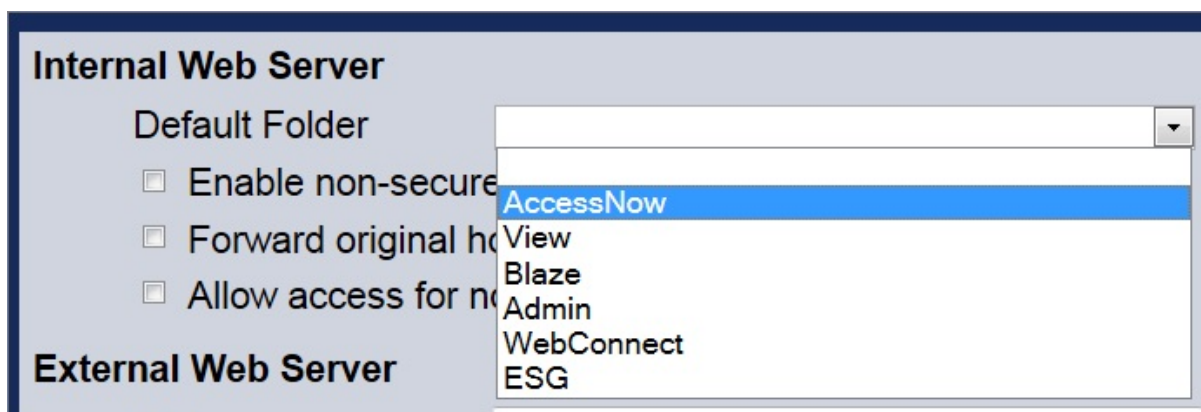 Internal Web Server
Default Folder
Enable non-secure
AccessNow
Forward original
View
Blaze
Allow access for
Admin
WebConnect
External Web Server
ESG